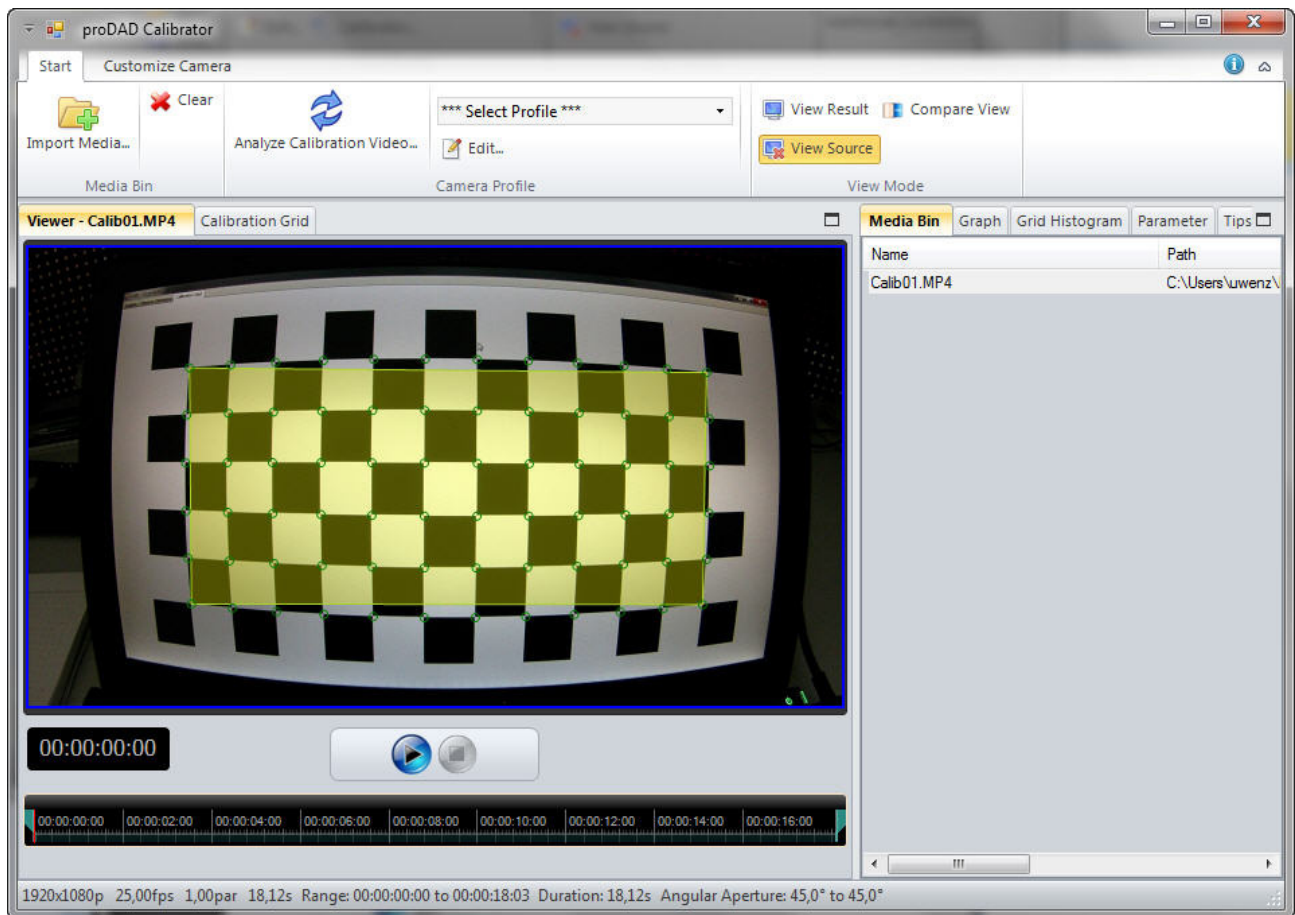 proDAD Calibrator
Start Customize Camera
Import Media...
Clear
Media Bin
Analyze Calibration Video...
*** Select Profile ***
Edit...
Camera Profile
View Result Compare View
View Source
View Mode
Viewer - Calib01.MP4 Calibration Grid
Media Bin Graph Grid Histogram Parameter Tips
Name Path
Calib01.MP4 C:\Users\uwenz\
00:00:00:00
00:00:00:00 00:00:02:00 00:00:04:00 00:00:06:00 00:00:08:00 00:00:10:00 00:00:12:00 00:00:14:00 00:00:16:00
1920x1080p 25,00fps 1,00par 18,12s Range: 00:00:00:00 to 00:00:18:03 Duration: 18,12s Angular Aperture: 45,0° to 45,0°